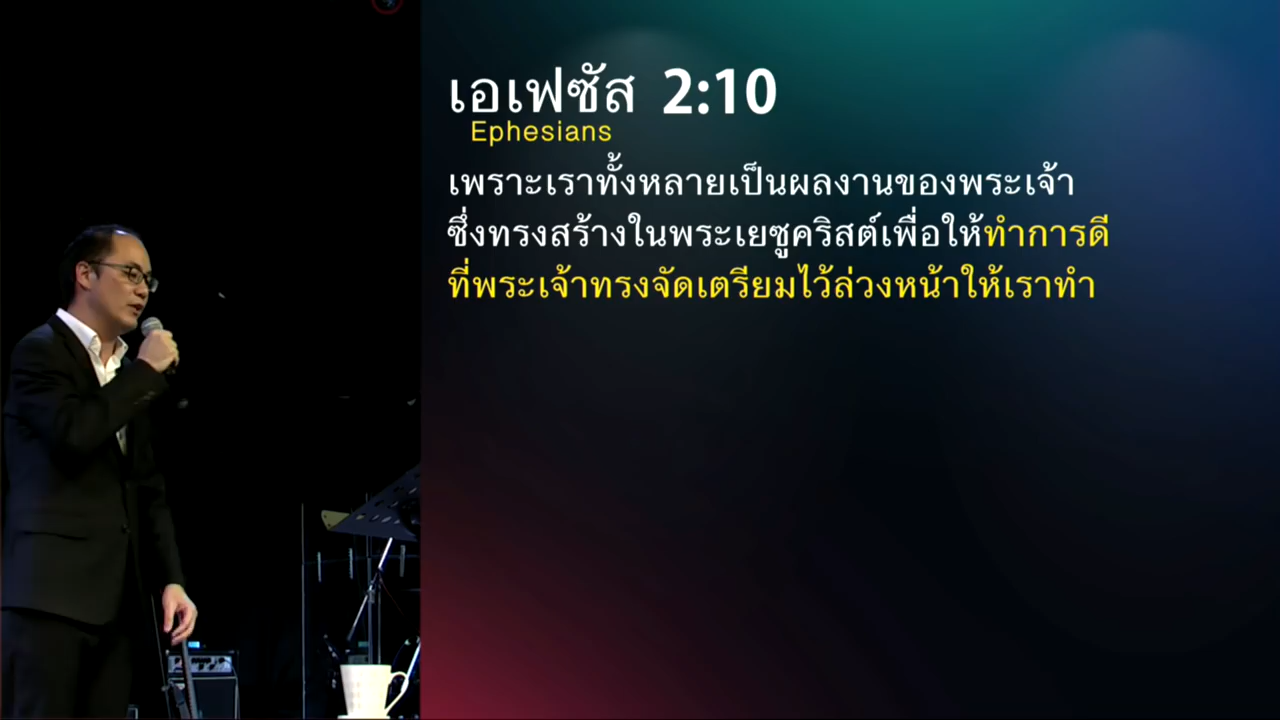 เอเฟซัส 2:10
Ephesians
เพราะเราทั้งหลายเป็นผลงานของพระเจ้า
ซึ่งทรงสร้างในพระเยซูคริสต์เพื่อให้ทำการดี
ที่พระเจ้าทรงจัดเตรียมไว้ล่วงหน้าให้เราทำ